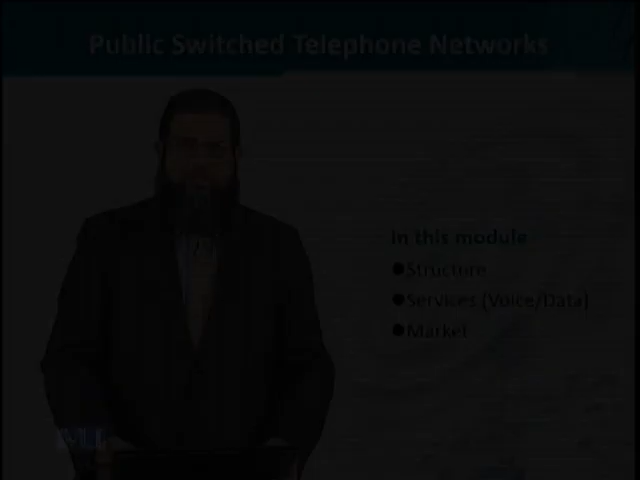 Public Switched Telephone Networks
In this module
●Structure
●Services (Voice/Data)
●Market